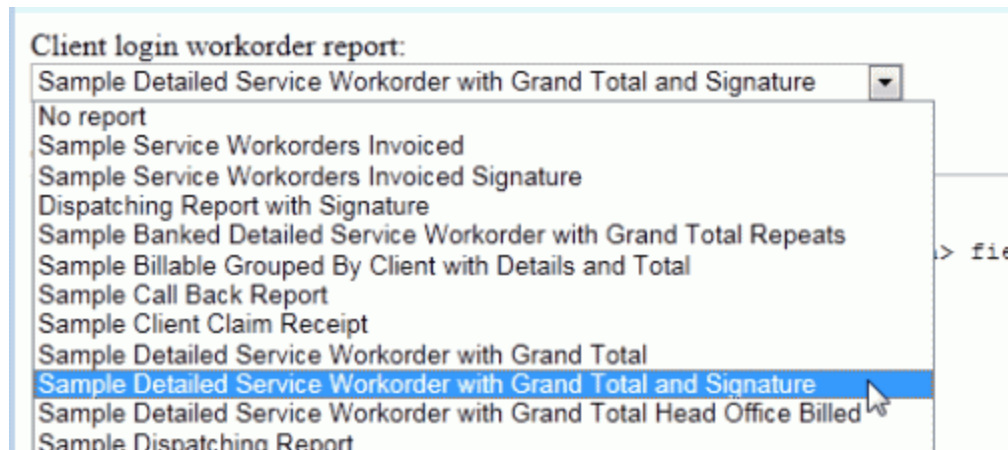 Client login workorder report:
Sample Detailed Service Workorder with Grand Total and Signature
No report
Sample Service Workorders Invoiced
Sample Service Workorders Invoiced Signature
Dispatching Report with Signature
Sample Banked Detailed Service Workorder with Grand Total Repeats
> fie
Sample Billable Grouped By Client with Details and Total
Sample Call Back Report
Sample Client Claim Receipt
Sample Detailed Service Workorder with Grand Total
Sample Detailed Service Workorder with Grand Total and Signature
Sample Detailed Service Workorder with Grand Total Head Office Billed
Sample Dispatching Report